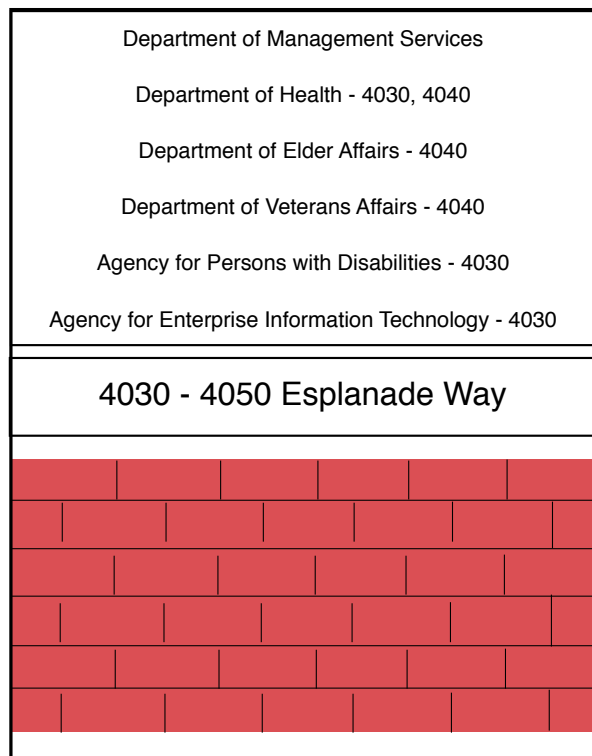 Department of Management Services
Department of Health - 4030, 4040
Department of Elder Affairs - 4040
Department of Veterans Affairs - 4040
Agency for Persons with Disabilities - 4030
Agency for Enterprise Information Technology - 4030
4030 - 4050 Esplanade Way